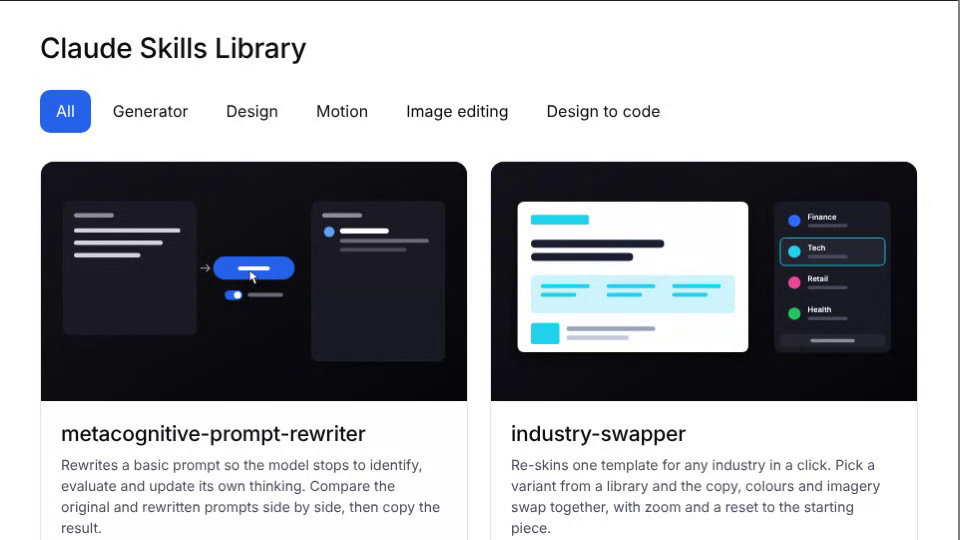 Claude Skills Library
All Generator Design Motion Image editing Design to code
Finance
Tech
Retail
Health
metacognitive-prompt-rewriter
Rewrites a basic prompt so the model stops to identify,
evaluate and update its own thinking. Compare the
original and rewritten prompts side by side, then copy the
result.
industry-swapper
Re-skins one template for any industry in a click. Pick a
variant from a library and the copy, colours and imagery
swap together, with zoom and a reset to the starting
piece.